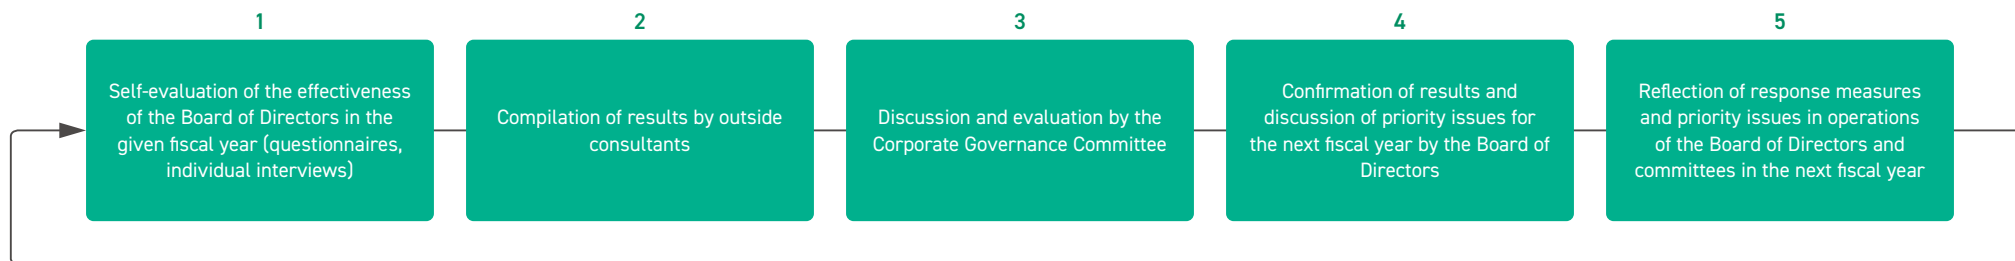 1
Self-evaluation of the effectiveness
of the Board of Directors in the
given fiscal year (questionnaires,
individual interviews)
2
Compilation of results by outside
consultants
3
Discussion and evaluation by the
Corporate Governance Committee
4
Confirmation of results and
discussion of priority issues for
the next fiscal year by the Board of
Directors
5
Reflection of response measures
and priority issues in operations
of the Board of Directors and
committees in the next fiscal year